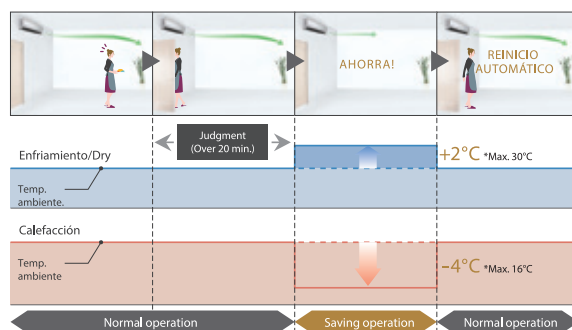 AHORRA!
REINICIO
AUTOMÁTICO
Judgment
(Over 20 min.)
Enfriamiento/Dry
+2°C *Max. 30°C
Temp.
ambiente.
Calefacción
Temp.
ambiente
–4°C *Max. 16°C
Normal operation
Saving operation
Normal operation